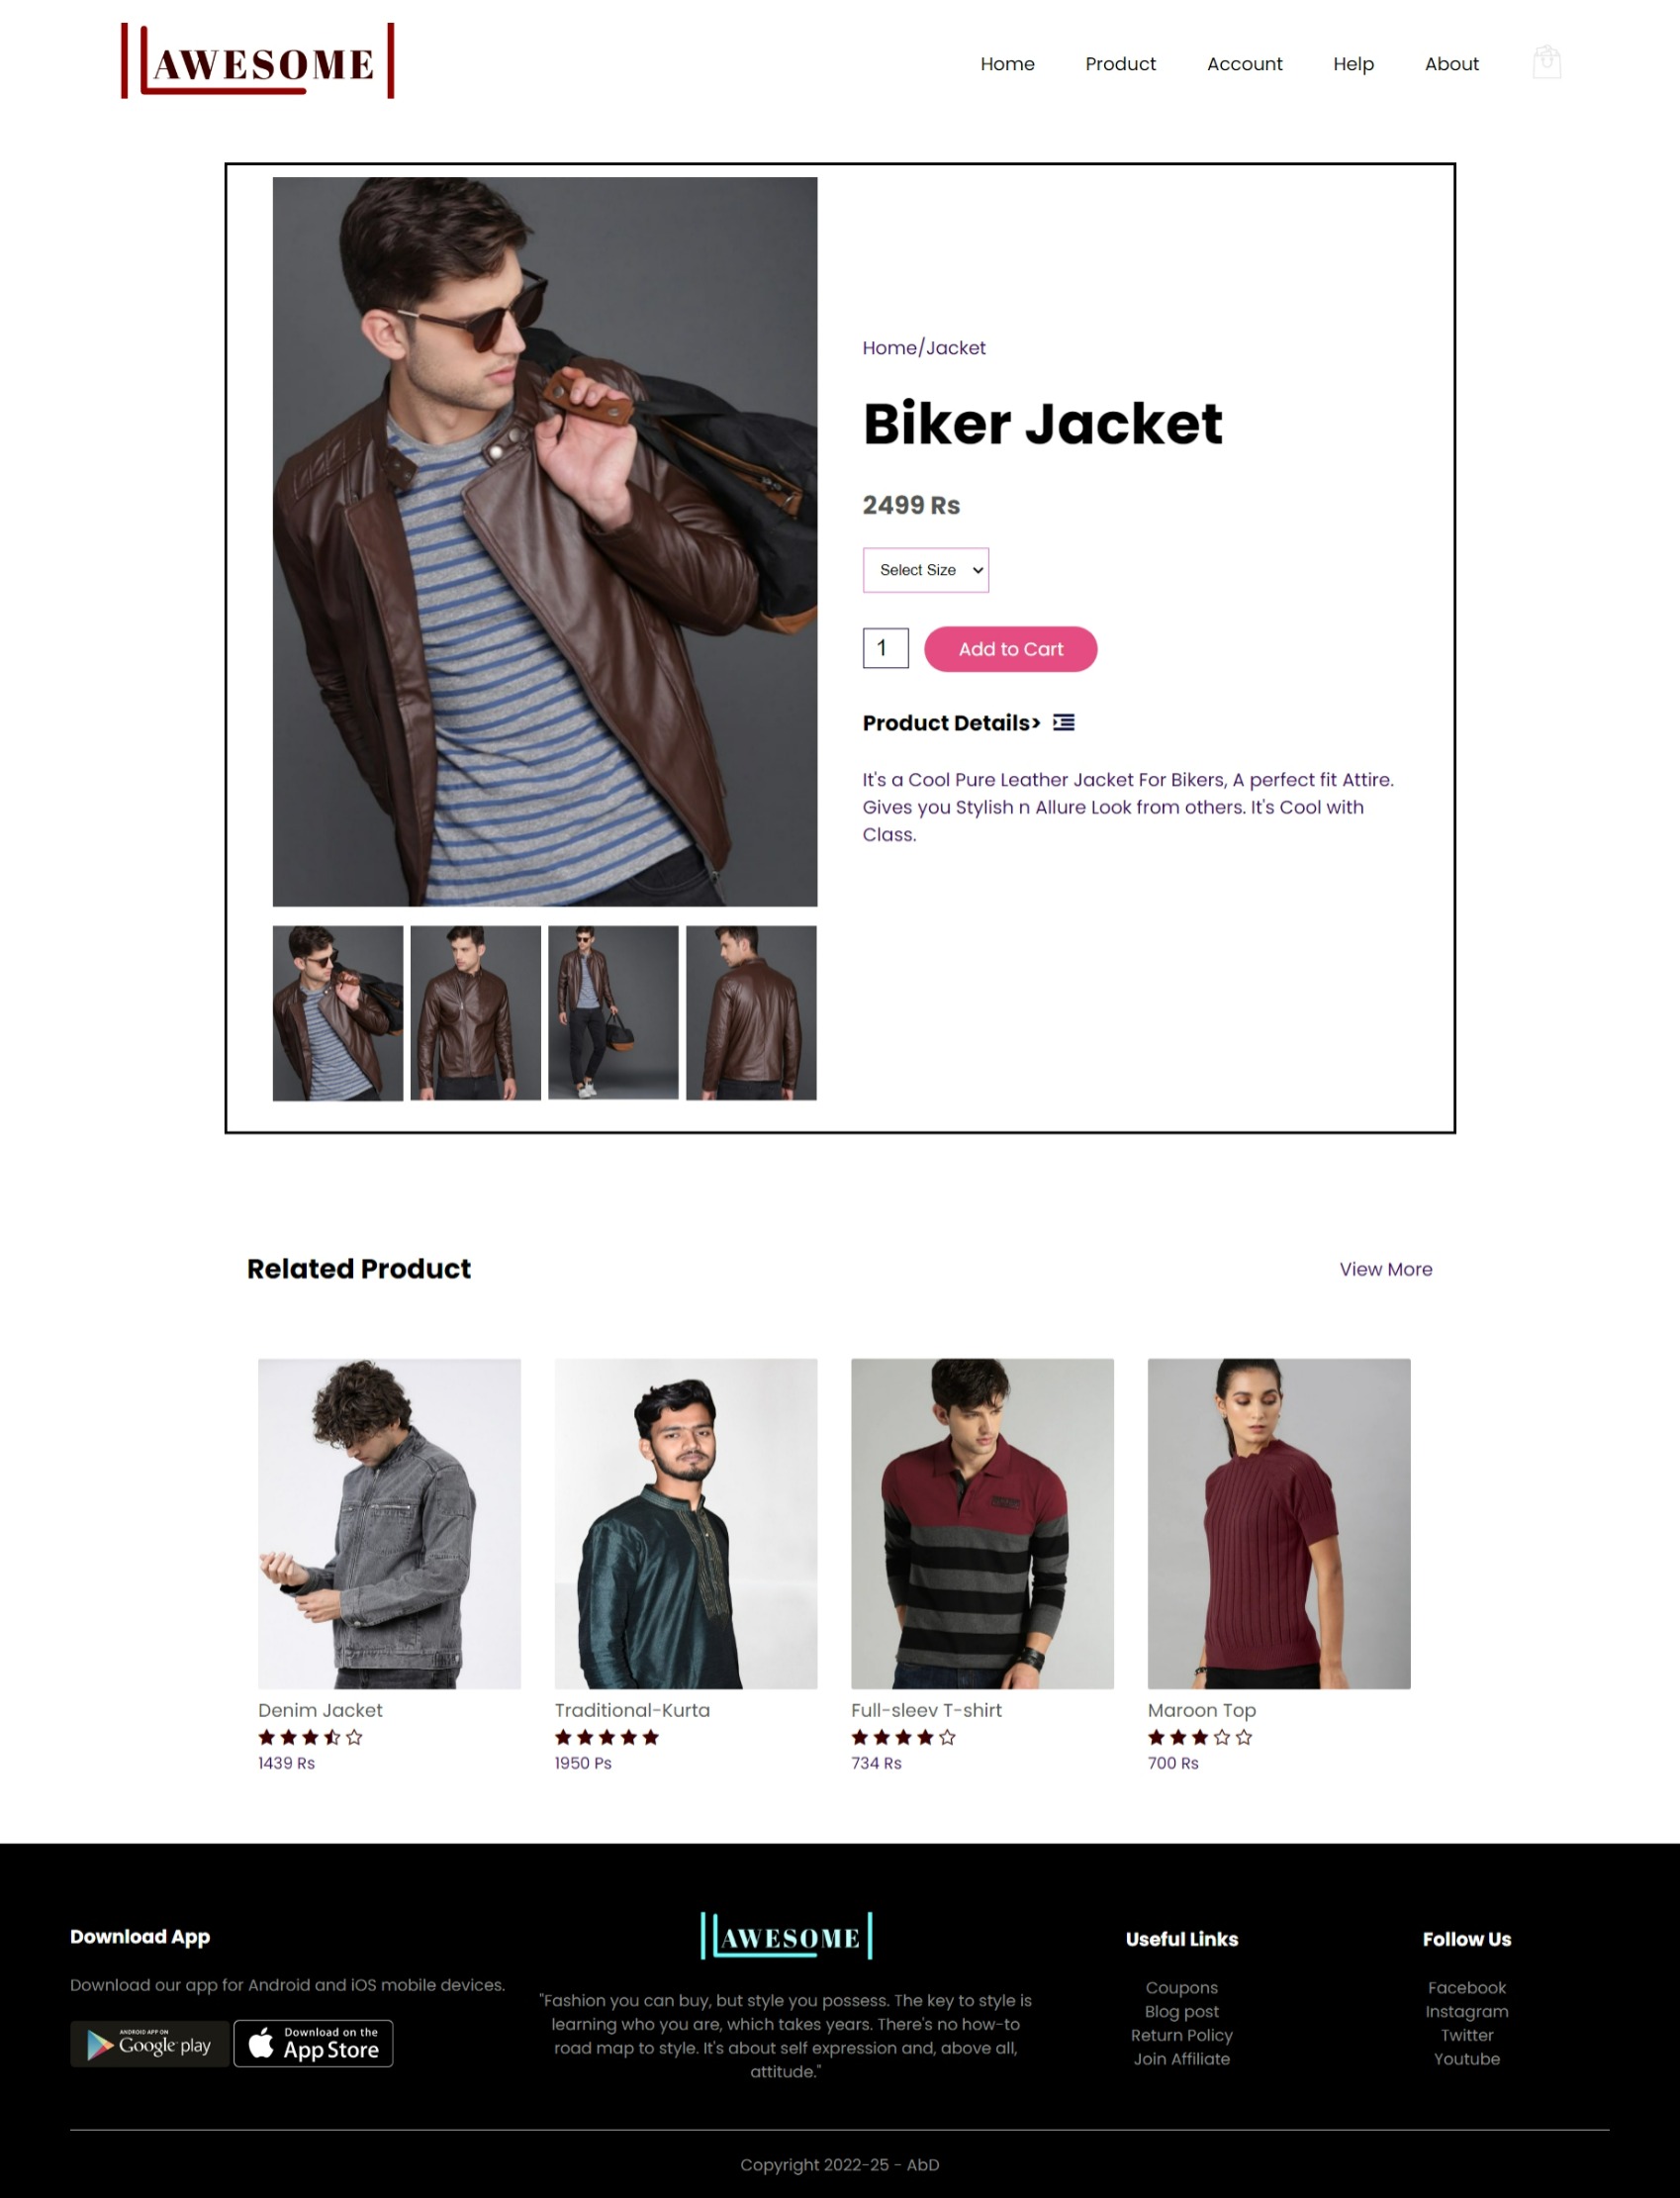 AWESOME
Home Product Account Help About
Home/Jacket
Biker Jacket
2499 Rs
Select Size
1 Add to Cart
Product Details>
It's a Cool Pure Leather Jacket For Bikers, A perfect fit Attire.
Gives you Stylish n Allure Look from others. It's Cool with
Class.
Related Product
View More
Denim Jacket
1439 Rs
Traditional-Kurta
1950 Ps
Full-sleev T-shirt
734 Rs
Maroon Top
700 Rs
Download App
Download our app for Android and iOS mobile devices.
ANDROID APP ON
Google play
Download on the
App Store
AWESOME
"Fashion you can buy, but style you possess. The key to style is
learning who you are, which takes years. There's no how-to
road map to style. It's about self expression and, above all,
attitude."
Useful Links
Coupons
Blog post
Return Policy
Join Affiliate
Follow Us
Facebook
Instagram
Twitter
Youtube
Copyright 2022-25 - AbD